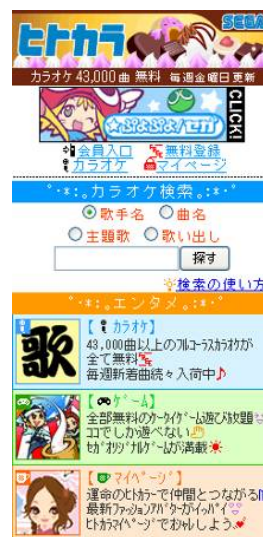 ヒトカラ SEGA
カラオケ 43,000曲 無料 毎週金曜日更新
ぷよぷよ/セガ CLICK!
会員入口 無料登録
カラオケ マイページ
カラオケ検索
歌手名 曲名
主題歌 歌い出し
探す
検索の使い方
エンタメ
歌
【カラオケ】
43,000曲以上のフルコーラスカラオケが
全て無料
毎週新着曲続々入荷中♪
【ゲーム】
全部無料のケータイゲーム遊び放題
ココでしか遊べない
セガオリジナルゲームが満載
【マイページ】
運命のヒトカラーで仲間とつながる
最新ファッションアバターがイッパイ
ヒトカラマイページでおしゃれしよう